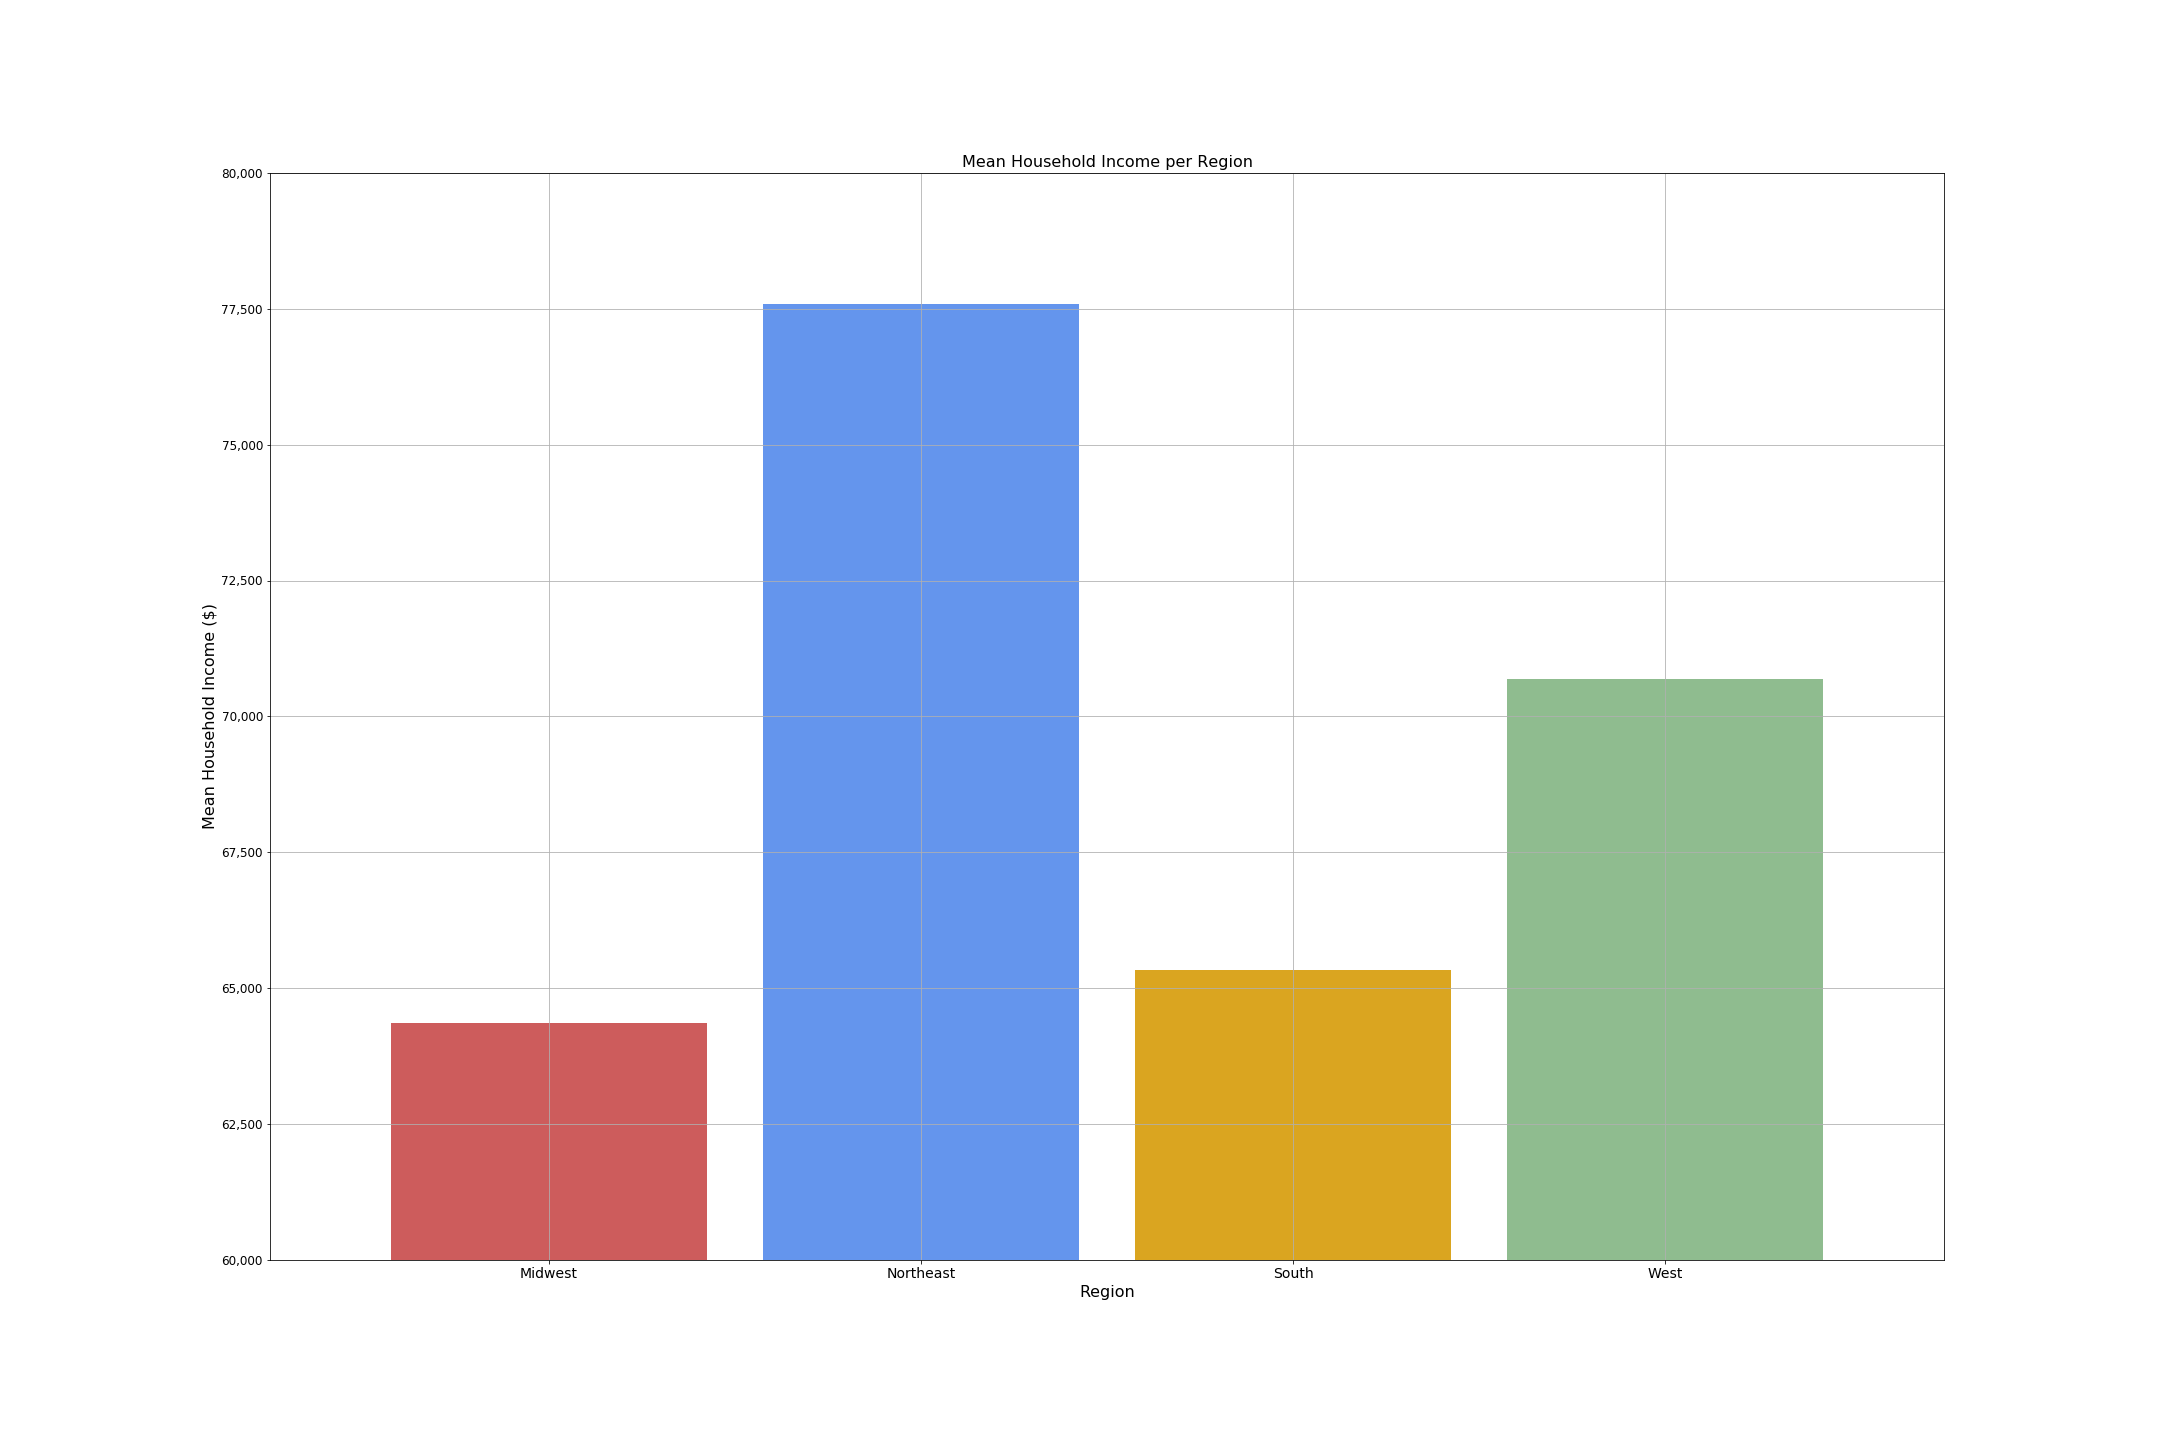 Mean Household Income per Region
80,000
77,500
75,000
72,500
70,000
67,500
65,000
62,500
60,000
Mean Household Income ($)
Midwest Northeast South West
Region